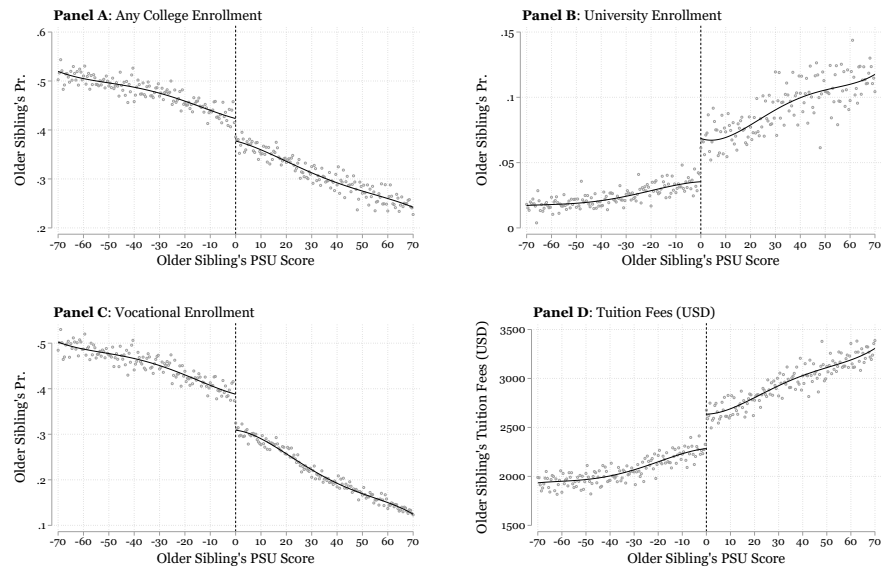 Panel A: Any College Enrollment
Older Sibling's Pr.
.6
.5
.4
.3
.2
-70 -60 -50 -40 -30 -20 -10 0 10 20 30 40 50 60 70
Older Sibling's PSU Score
Panel B: University Enrollment
Older Sibling's Pr.
.15
.1
.05
0
-70 -60 -50 -40 -30 -20 -10 0 10 20 30 40 50 60 70
Older Sibling's PSU Score
Panel C: Vocational Enrollment
Older Sibling's Pr.
.5
.4
.3
.2
.1
-70 -60 -50 -40 -30 -20 -10 0 10 20 30 40 50 60 70
Older Sibling's PSU Score
Panel D: Tuition Fees (USD)
Older Sibling's Tuition Fees (USD)
3500
3000
2500
2000
1500
-70 -60 -50 -40 -30 -20 -10 0 10 20 30 40 50 60 70
Older Sibling's PSU Score